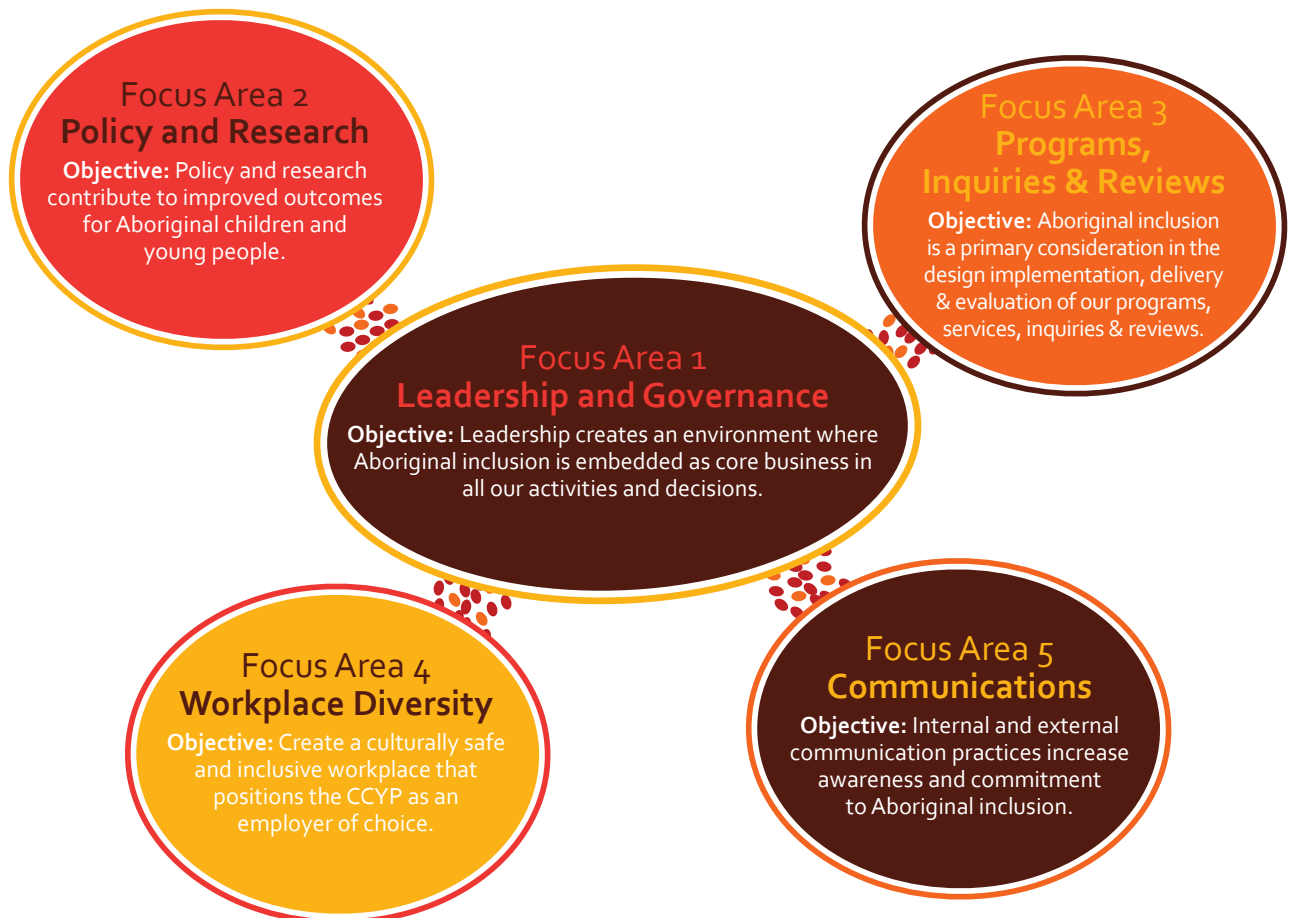 Focus Area 2
Policy and Research
Objective: Policy and research
contribute to improved outcomes
for Aboriginal children and
young people.
Focus Area 3
Programs,
Inquiries & Reviews
Objective: Aboriginal inclusion
is a primary consideration in the
design implementation, delivery
& evaluation of our programs,
services, inquiries & reviews.
Focus Area 1
Leadership and Governance
Objective: Leadership creates an environment where
Aboriginal inclusion is embedded as core business in
all our activities and decisions.
Focus Area 4
Workplace Diversity
Objective: Create a culturally safe
and inclusive workplace that
positions the CCYP as an
employer of choice.
Focus Area 5
Communications
Objective: Internal and external
communication practices increase
awareness and commitment
to Aboriginal inclusion.